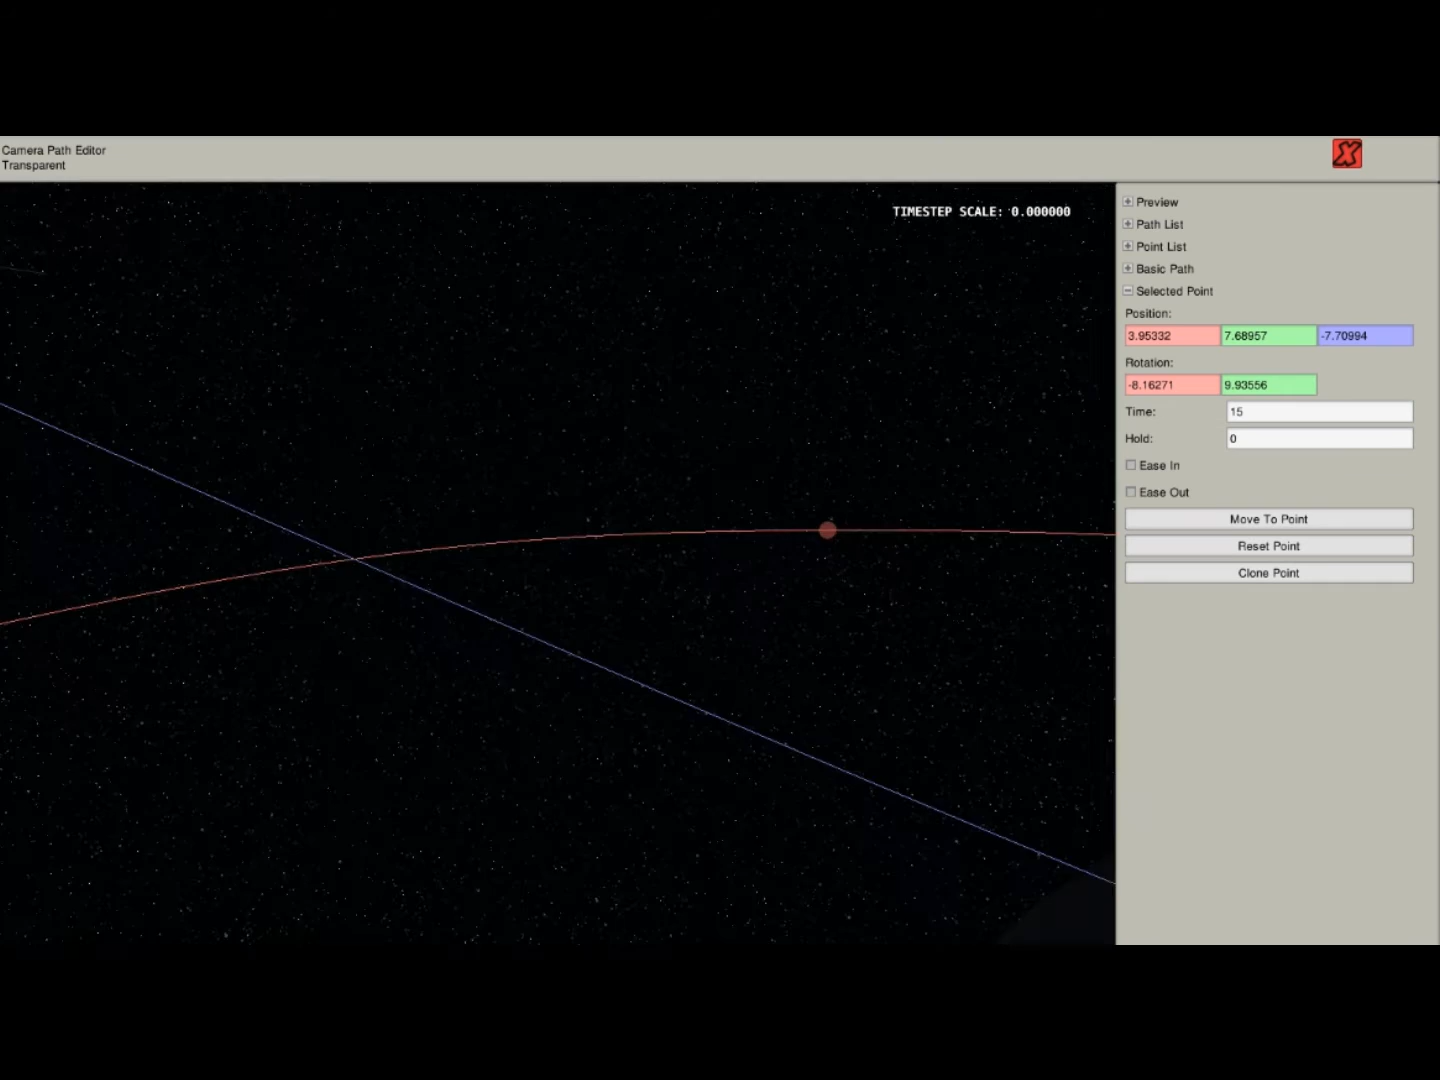 Camera Path Editor
Transparent
TIMESTEP SCALE: 0.000000
Preview
Path List
Point List
Basic Path
Selected Point
Position:
3.95332 7.68957 -7.70994
Rotation:
-8.16271 9.93556
Time: 15
Hold: 0
Ease In
Ease Out
Move To Point
Reset Point
Clone Point